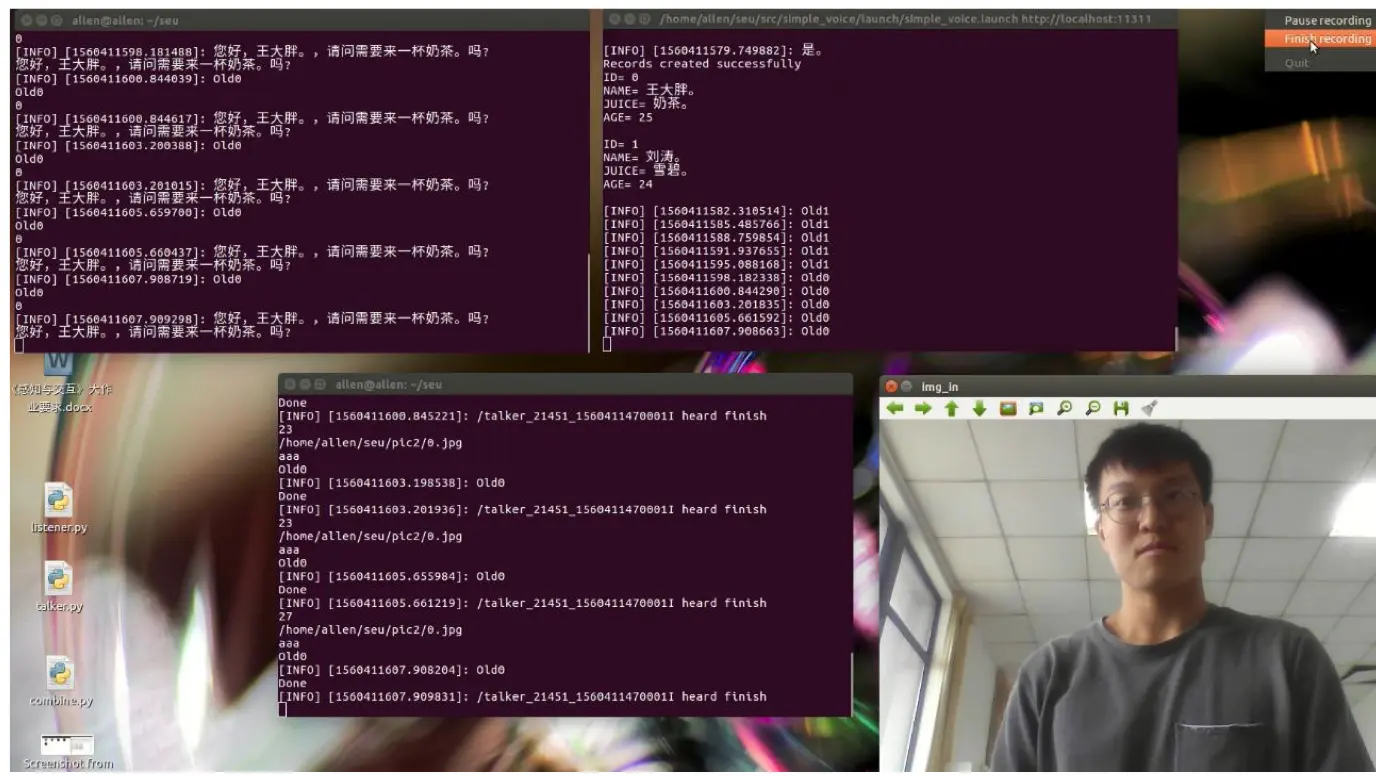 allen@allen: ~/seu
0
[INFO] [1560411598.181488]: 您好，王大胖。，请问需要来一杯奶茶。吗?
您好，王大胖。，请问需要来一杯奶茶。吗?
[INFO] [1560411600.844039]: Old0
Old0
0
[INFO] [1560411600.844617]: 您好，王大胖。，请问需要来一杯奶茶。吗?
您好，王大胖。，请问需要来一杯奶茶。吗?
[INFO] [1560411603.200388]: Old0
Old0
0
[INFO] [1560411603.201015]: 您好，王大胖。，请问需要来一杯奶茶。吗?
您好，王大胖。，请问需要来一杯奶茶。吗?
[INFO] [1560411605.659700]: Old0
Old0
0
[INFO] [1560411605.660437]: 您好，王大胖。，请问需要来一杯奶茶。吗?
您好，王大胖。，请问需要来一杯奶茶。吗?
[INFO] [1560411607.908719]: Old0
Old0
0
[INFO] [1560411607.909298]: 您好，王大胖。，请问需要来一杯奶茶。吗?
您好，王大胖。，请问需要来一杯奶茶。吗?
/home/allen/seu/src/simple_voice/launch/simple_voice.launch http://localhost:11311
[INFO] [1560411579.749882]: 是。
Records created successfully
ID= 0
NAME= 王大胖。
JUICE= 奶茶。
AGE= 25
ID= 1
NAME= 刘涛。
JUICE= 雪碧。
AGE= 24
[INFO] [1560411582.310514]: Old1
[INFO] [1560411585.485766]: Old1
[INFO] [1560411588.759854]: Old1
[INFO] [1560411591.937655]: Old1
[INFO] [1560411595.088168]: Old1
[INFO] [1560411598.182338]: Old0
[INFO] [1560411600.844290]: Old0
[INFO] [1560411603.201835]: Old0
[INFO] [1560411605.661592]: Old0
[INFO] [1560411607.908663]: Old0
Pause recording
Finish recording
Quit
《感知与交互》大作
业要求.docx
listener.py
talker.py
combine.py
Screenshot from
allen@allen: ~/seu
Done
[INFO] [1560411600.845221]: /talker_21451_1560411470001I heard finish
23
/home/allen/seu/pic2/0.jpg
aaa
Old0
[INFO] [1560411603.198538]: Old0
Done
[INFO] [1560411603.201936]: /talker_21451_1560411470001I heard finish
23
/home/allen/seu/pic2/0.jpg
aaa
Old0
[INFO] [1560411605.655984]: Old0
Done
[INFO] [1560411605.661219]: /talker_21451_1560411470001I heard finish
27
/home/allen/seu/pic2/0.jpg
aaa
Old0
[INFO] [1560411607.908204]: Old0
Done
[INFO] [1560411607.909831]: /talker_21451_1560411470001I heard finish
img_in